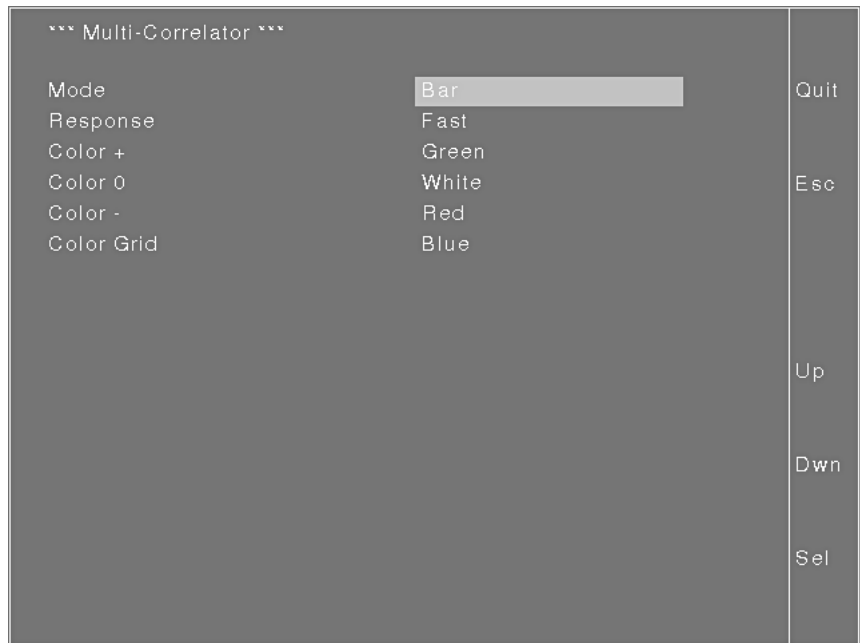 *** Multi-Correlator ***
Mode Bar
Response Fast
Color + Green
Color 0 White
Color - Red
Color Grid Blue
Quit
Esc
Up
Dwn
Sel